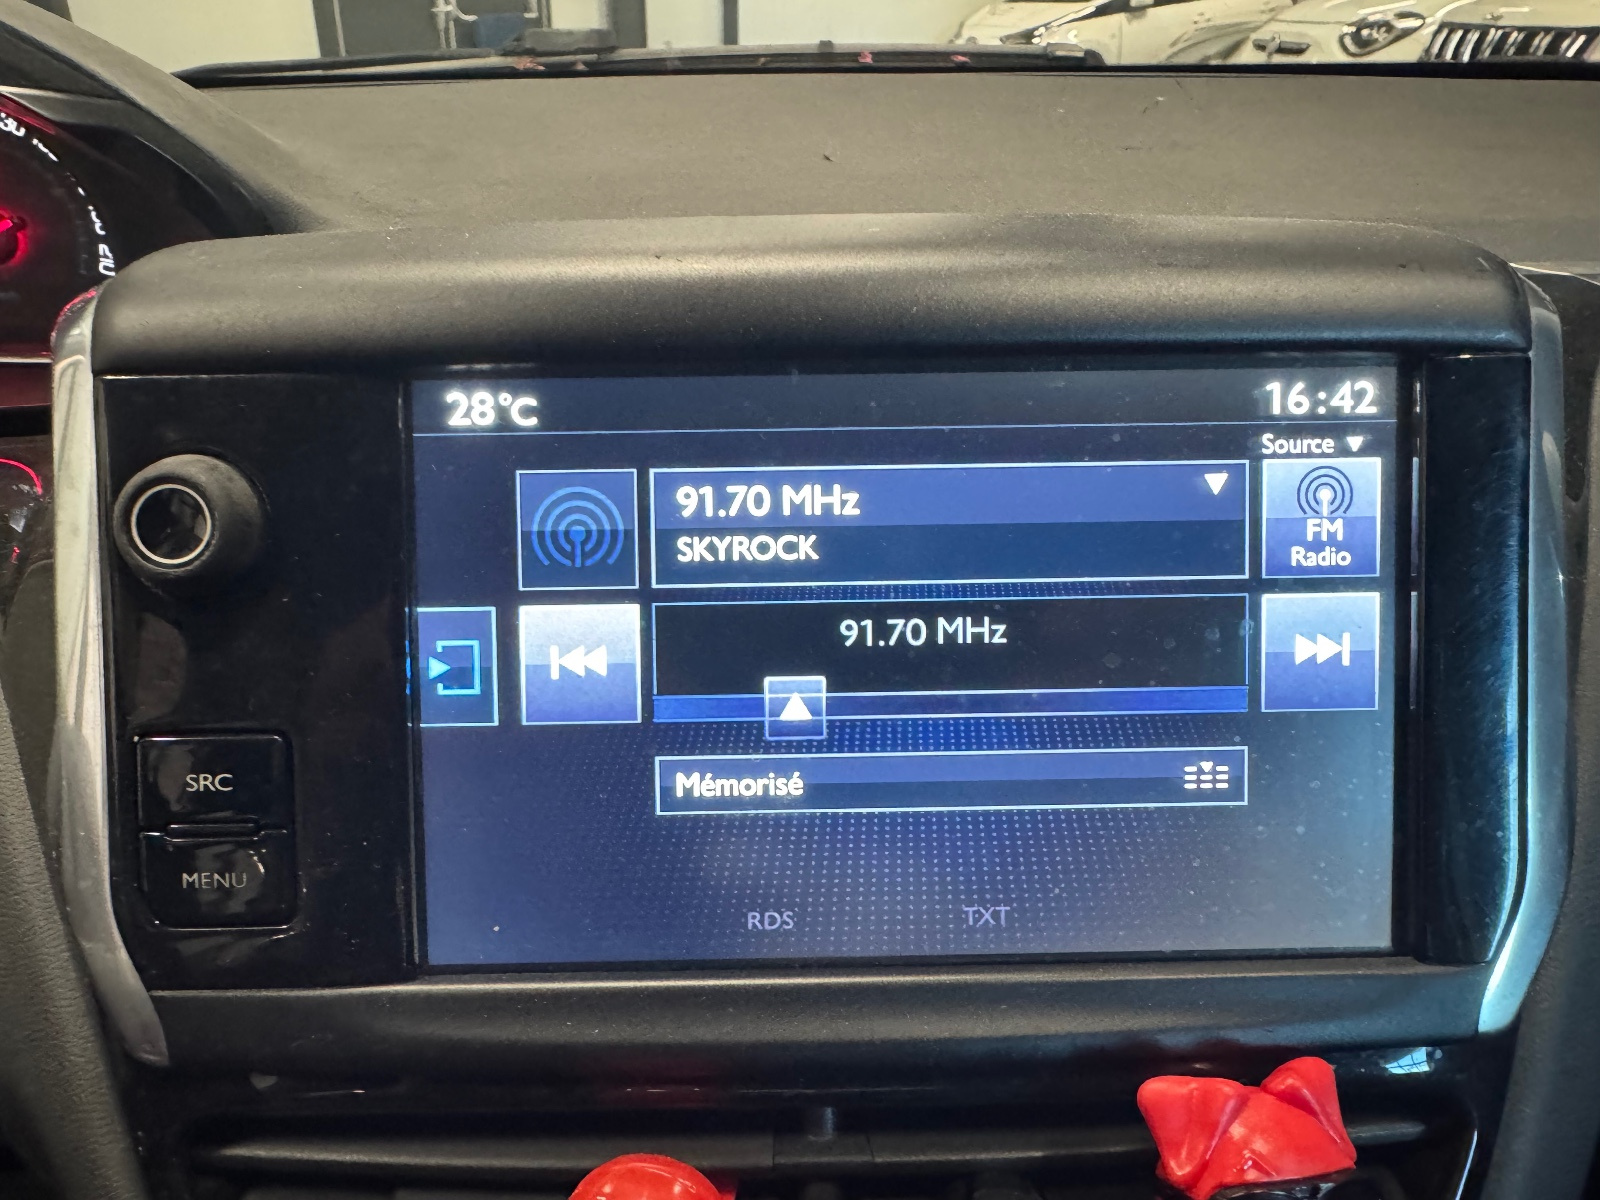 28°C
16:42
Source
91.70 MHz
SKYROCK
FM
Radio
91.70 MHz
SRC
Mémorisé
MENU
RDS
TXT